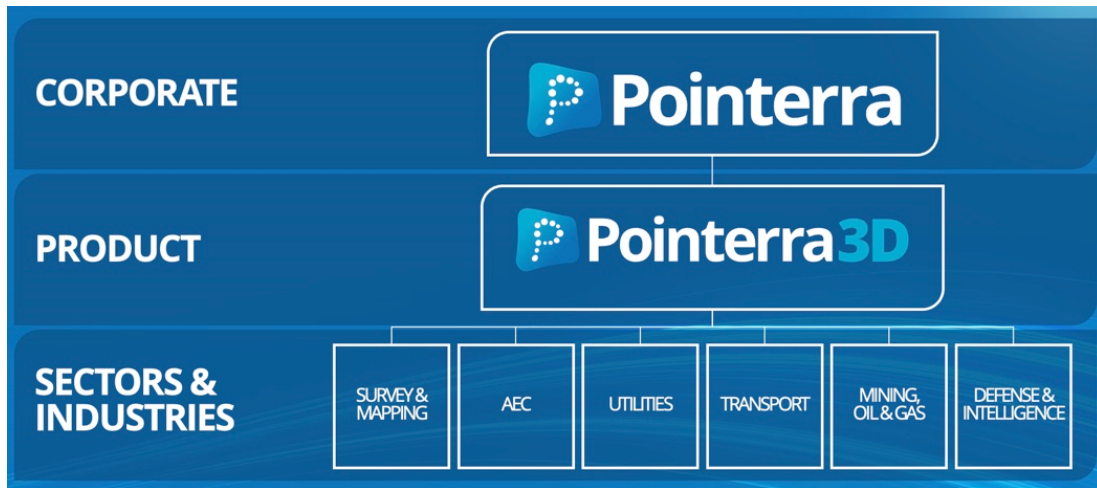 CORPORATE
Pointerra
PRODUCT
Pointerra3D
SECTORS &
INDUSTRIES
SURVEY &
MAPPING
AEC
UTILITIES
TRANSPORT
MINING,
OIL & GAS
DEFENSE &
INTELLIGENCE